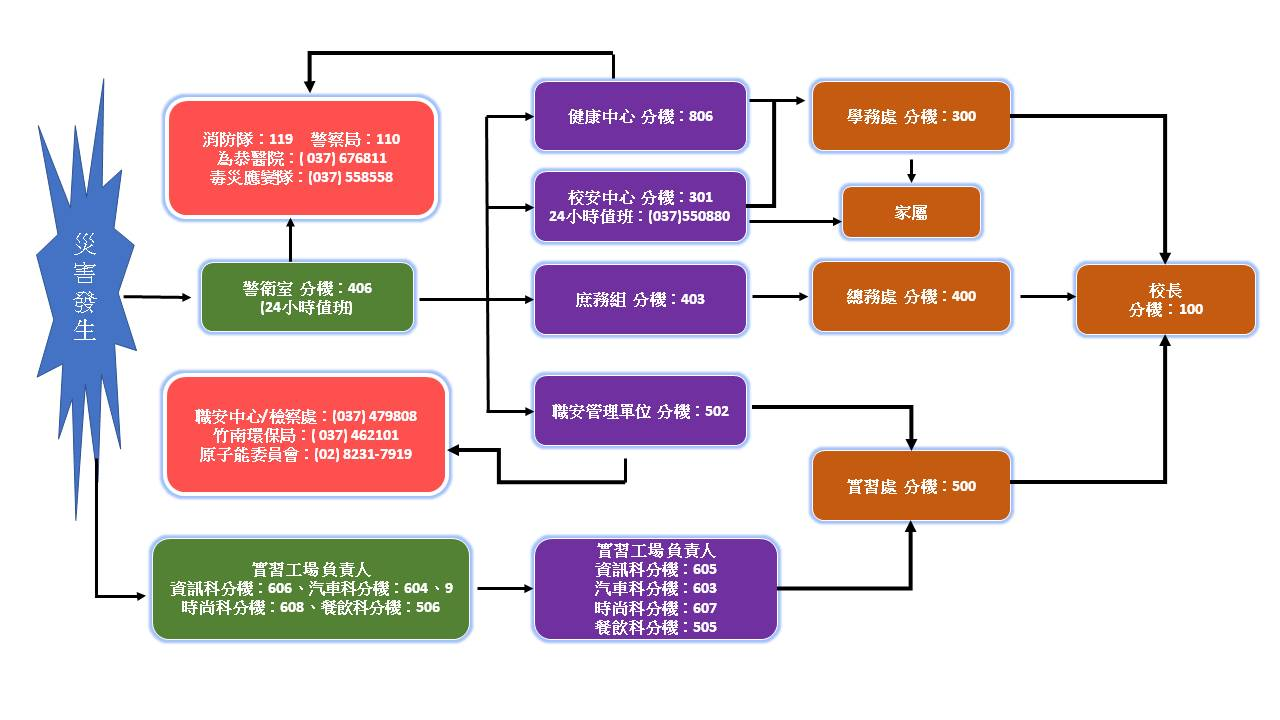 災害發生
消防隊：119 警察局：110
為恭醫院：( 037) 676811
毒災應變隊：(037) 558558
警衛室 分機：406
(24小時值班)
職安中心/檢察處：(037) 479808
竹南環保局：( 037) 462101
原子能委員會：(02) 8231-7919
實習工場負責人
資訊科分機：606、汽車科分機：604、9
時尚科分機：608、餐飲科分機：506
健康中心 分機：806
校安中心 分機：301
24小時值班：(037)550880
庶務組 分機：403
職安管理單位 分機：502
實習工場負責人
資訊科分機：605
汽車科分機：603
時尚科分機：607
餐飲科分機：505
學務處 分機：300
家屬
總務處 分機：400
實習處 分機：500
校長
分機：100